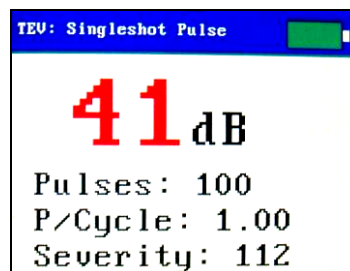 TEV: Singleshot Pulse
41dB
Pulses: 100
P/Cycle: 1.00
Severity: 112